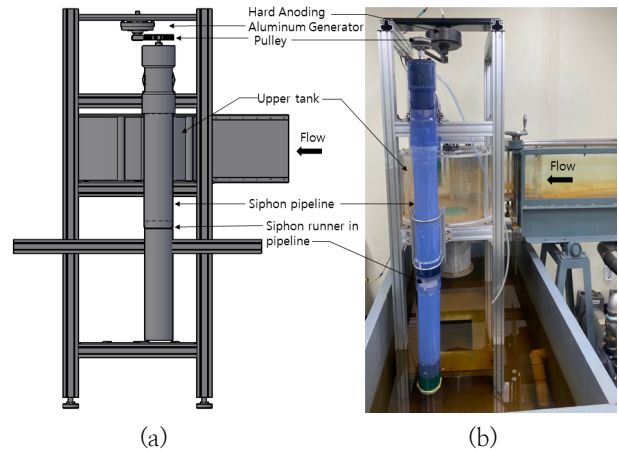 Hard Anoding
Aluminum Generator
Pulley
Upper tank
Flow
Flow
Siphon pipeline
Siphon runner in
pipeline
(a)
(b)